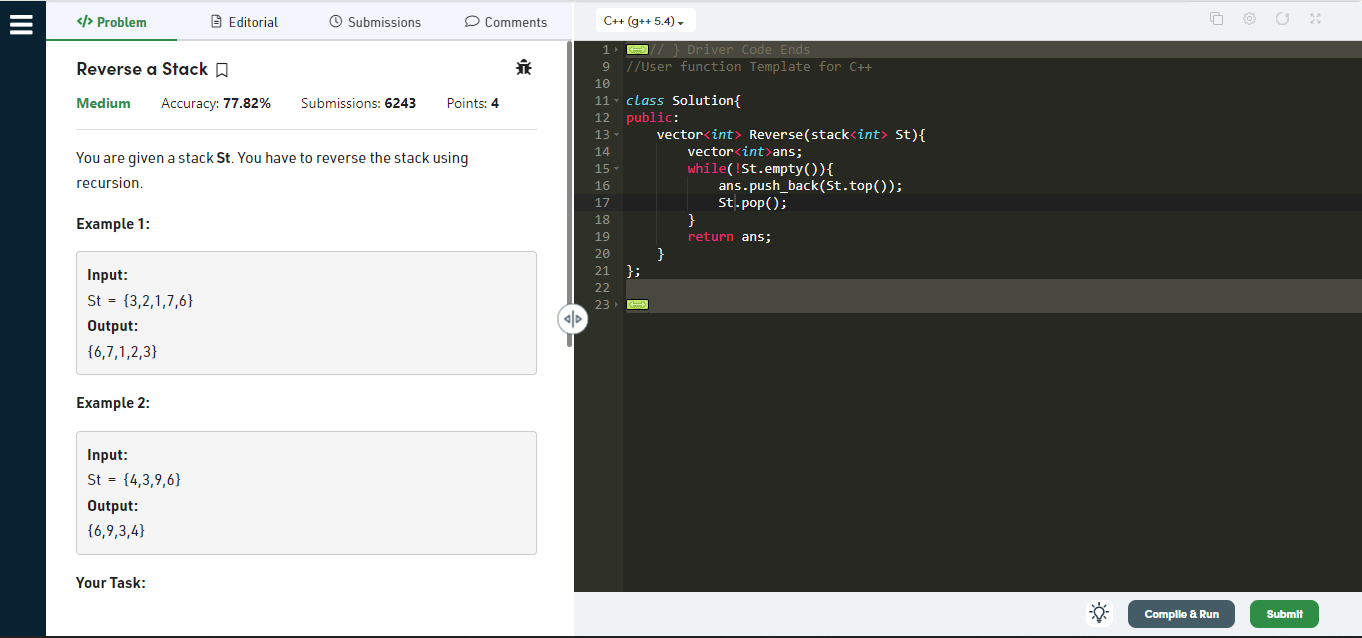 </> Problem
Editorial
Submissions
Comments
Reverse a Stack
Medium Accuracy: 77.82% Submissions: 6243 Points: 4
You are given a stack St. You have to reverse the stack using
recursion.
Example 1:
Input:
St = {3,2,1,7,6}
Output:
{6,7,1,2,3}
Example 2:
Input:
St = {4,3,9,6}
Output:
{6,9,3,4}
Your Task:
C++ (g++ 5.4)
1 // } Driver Code Ends
9 //User function Template for C++
10
11 class Solution{
12 public:
13 vector<int> Reverse(stack<int> St){
14 vector<int>ans;
15 while(!St.empty()){
16 ans.push_back(St.top());
17 St.pop();
18 }
19 return ans;
20 }
21 };
22
23
Compile & Run
Submit